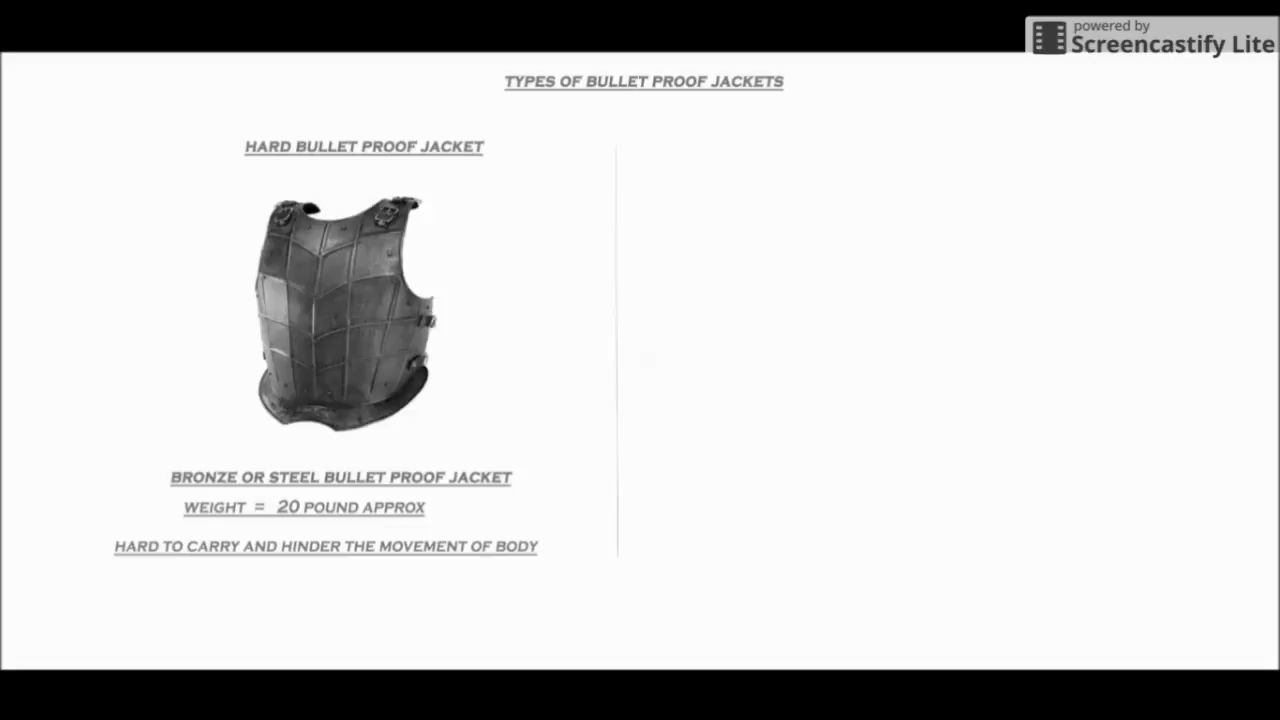 powered by
Screencastify Lite
TYPES OF BULLET PROOF JACKETS
HARD BULLET PROOF JACKET
BRONZE OR STEEL BULLET PROOF JACKET
WEIGHT = 20 POUND APPROX
HARD TO CARRY AND HINDER THE MOVEMENT OF BODY